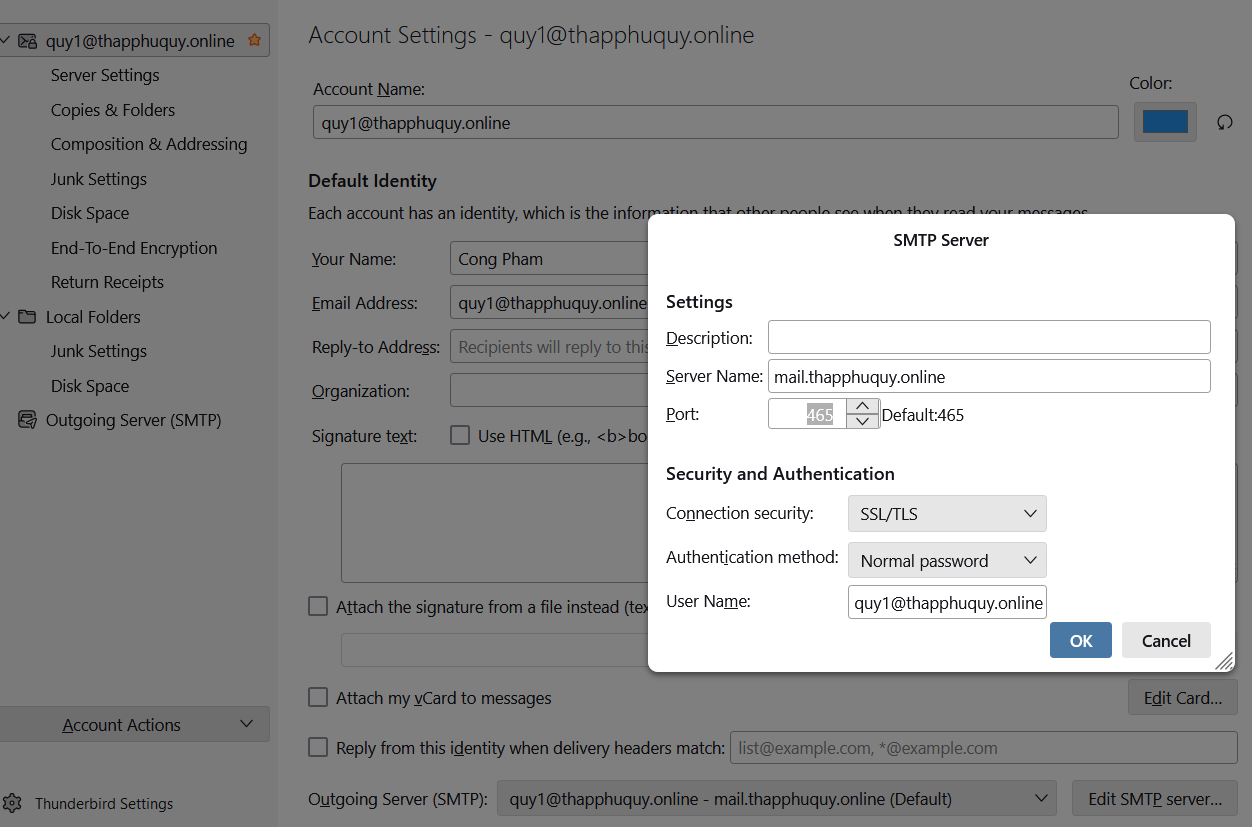 quy1@thapphuquy.online
Server Settings
Copies & Folders
Composition & Addressing
Junk Settings
Disk Space
End-To-End Encryption
Return Receipts
Local Folders
Junk Settings
Disk Space
Outgoing Server (SMTP)
Account Actions
Thunderbird Settings
Account Settings - quy1@thapphuquy.online
Account Name:
Color:
quy1@thapphuquy.online
Default Identity
Each account has an identity, which is the information that other people see when they read your messages.
Your Name: Cong Pham
Email Address: quy1@thapphuquy.online
Reply-to Address: Recipients will reply to this
Organization:
Signature text: Use HTML (e.g., <b>bo
Attach the signature from a file instead (tex
Attach my vCard to messages
Edit Card...
Reply from this identity when delivery headers match: list@example.com, *@example.com
Outgoing Server (SMTP): quy1@thapphuquy.online - mail.thapphuquy.online (Default)
Edit SMTP server...
SMTP Server
Settings
Description:
Server Name: mail.thapphuquy.online
Port: 465 Default:465
Security and Authentication
Connection security: SSL/TLS
Authentication method: Normal password
User Name: quy1@thapphuquy.online
OK Cancel